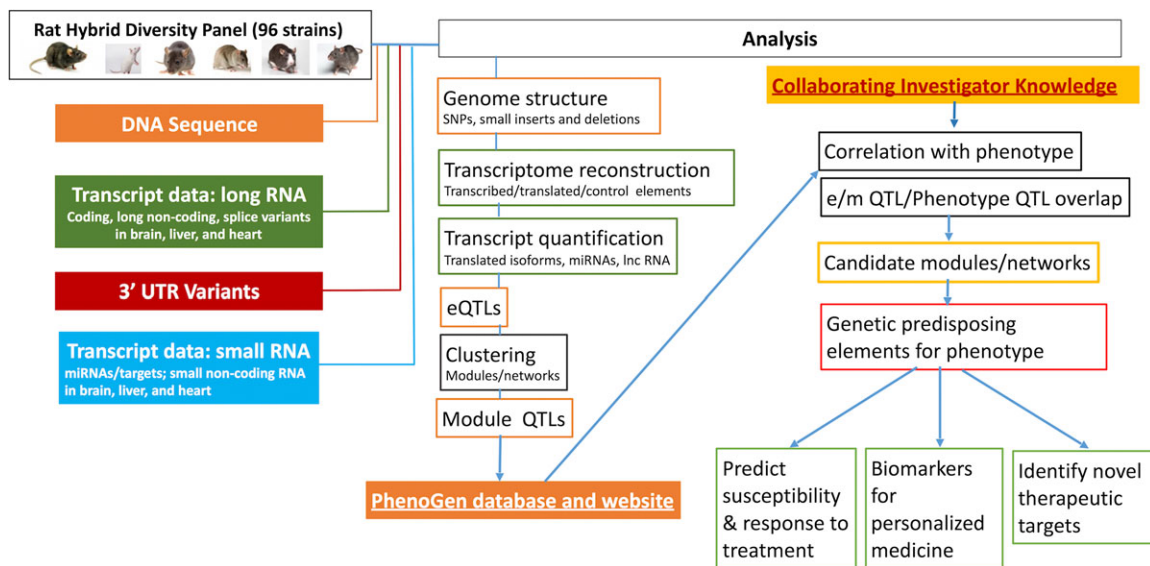 Rat Hybrid Diversity Panel (96 strains)
DNA Sequence
Transcript data: long RNA
Coding, long non-coding, splice variants
in brain, liver, and heart
3’ UTR Variants
Transcript data: small RNA
miRNAs/targets; small non-coding RNA
in brain, liver, and heart
Analysis
Genome structure
SNPs, small inserts and deletions
Transcriptome reconstruction
Transcribed/translated/control elements
Transcript quantification
Translated isoforms, miRNAs, lnc RNA
eQTLs
Clustering
Modules/networks
Module QTLs
PhenoGen database and website
Collaborating Investigator Knowledge
Correlation with phenotype
e/m QTL/Phenotype QTL overlap
Candidate modules/networks
Genetic predisposing
elements for phenotype
Predict
susceptibility
& response to
treatment
Biomarkers
for
personalized
medicine
Identify novel
therapeutic
targets